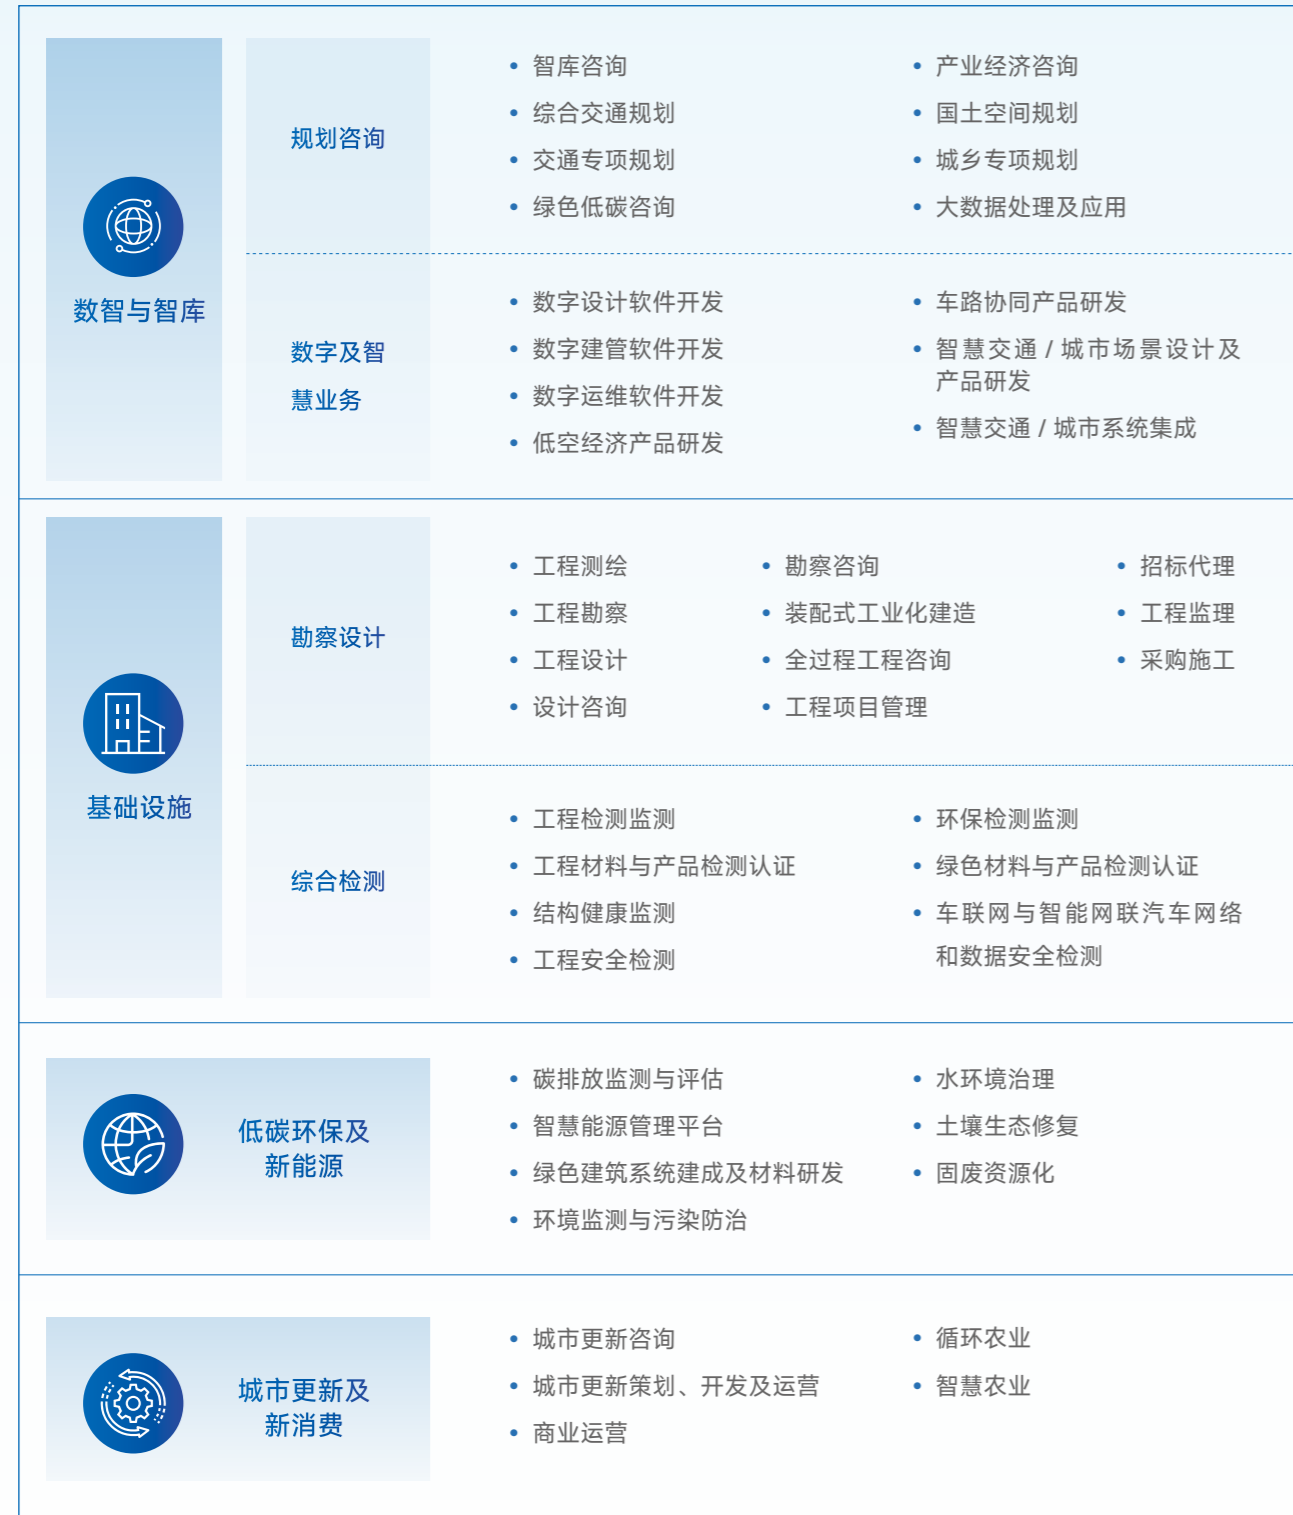 数智与智库
规划咨询
智库咨询
综合交通规划
交通专项规划
绿色低碳咨询
产业经济咨询
国土空间规划
城乡专项规划
大数据处理及应用
数字及智
慧业务
数字设计软件开发
数字建管软件开发
数字运维软件开发
低空经济产品研发
车路协同产品研发
智慧交通 / 城市场景设计及
产品研发
智慧交通 / 城市系统集成
基础设施
勘察设计
工程测绘
工程勘察
工程设计
设计咨询
勘察咨询
装配式工业化建造
全过程工程咨询
工程项目管理
招标代理
工程监理
采购施工
综合检测
工程检测监测
工程材料与产品检测认证
结构健康监测
工程安全检测
环保检测监测
绿色材料与产品检测认证
车联网与智能网联汽车网络
和数据安全检测
低碳环保及
新能源
碳排放监测与评估
智慧能源管理平台
绿色建筑系统建成及材料研发
环境监测与污染防治
水环境治理
土壤生态修复
固废资源化
城市更新及
新消费
城市更新咨询
城市更新策划、开发及运营
商业运营
循环农业
智慧农业